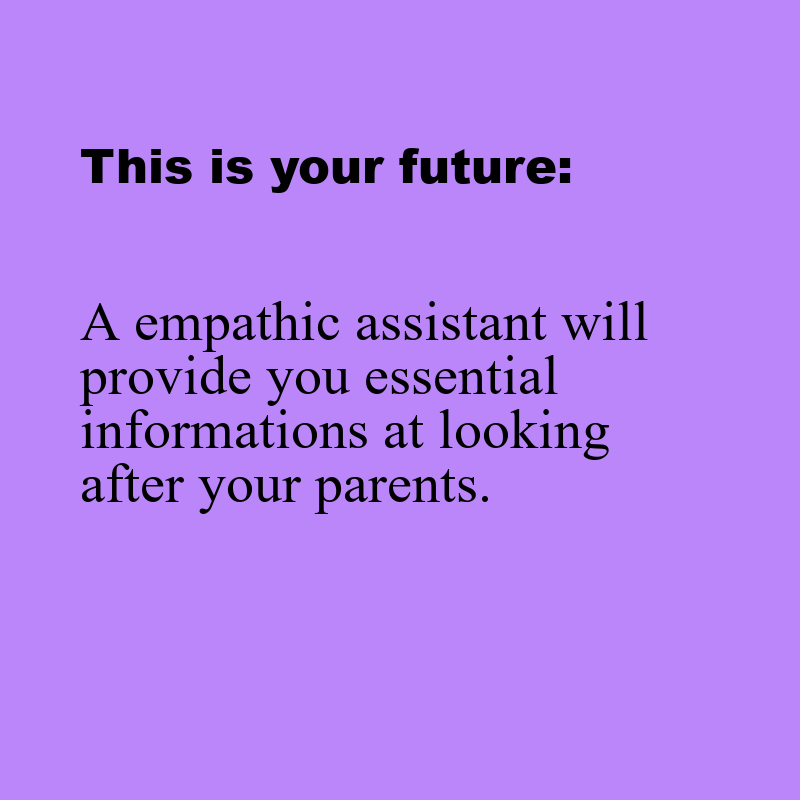 This is your future:
A empathic assistant will
provide you essential
informations at looking
after your parents.